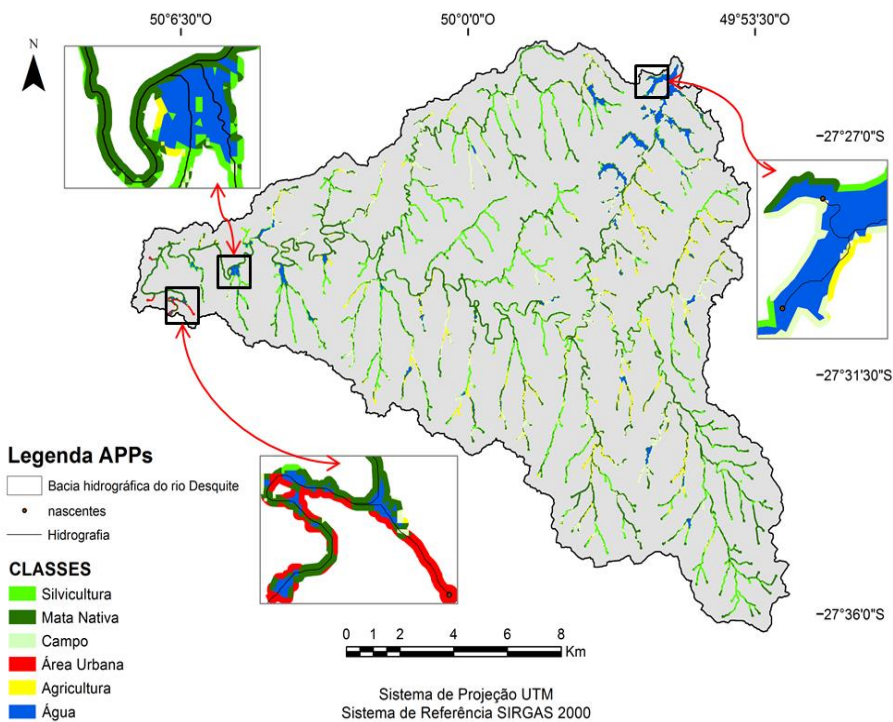 50°6'30"O 50°0'0"O 49°53'30"O
N
−27°27'0"S
−27°31'30"S
−27°36'0"S
Legenda APPs
Bacia hidrográfica do rio Desquite
nascentes
Hidrografia
CLASSES
Silvicultura
Mata Nativa
Campo
Área Urbana
Agricultura
Água
0 1 2 4 6 8
Km
Sistema de Projeção UTM
Sistema de Referência SIRGAS 2000